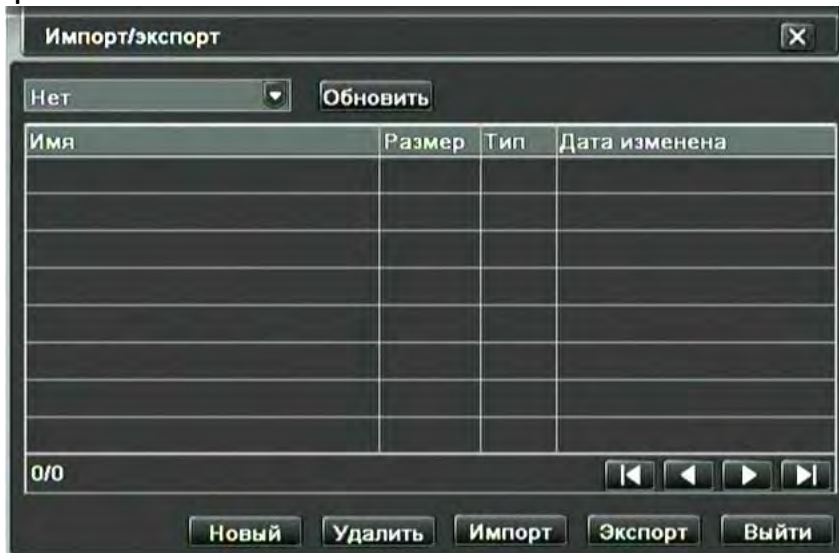 Импорт/экспорт
Нет Обновить
Имя Размер Тип Дата изменена
0/0
Новый Удалить Импорт Экспорт Выйти